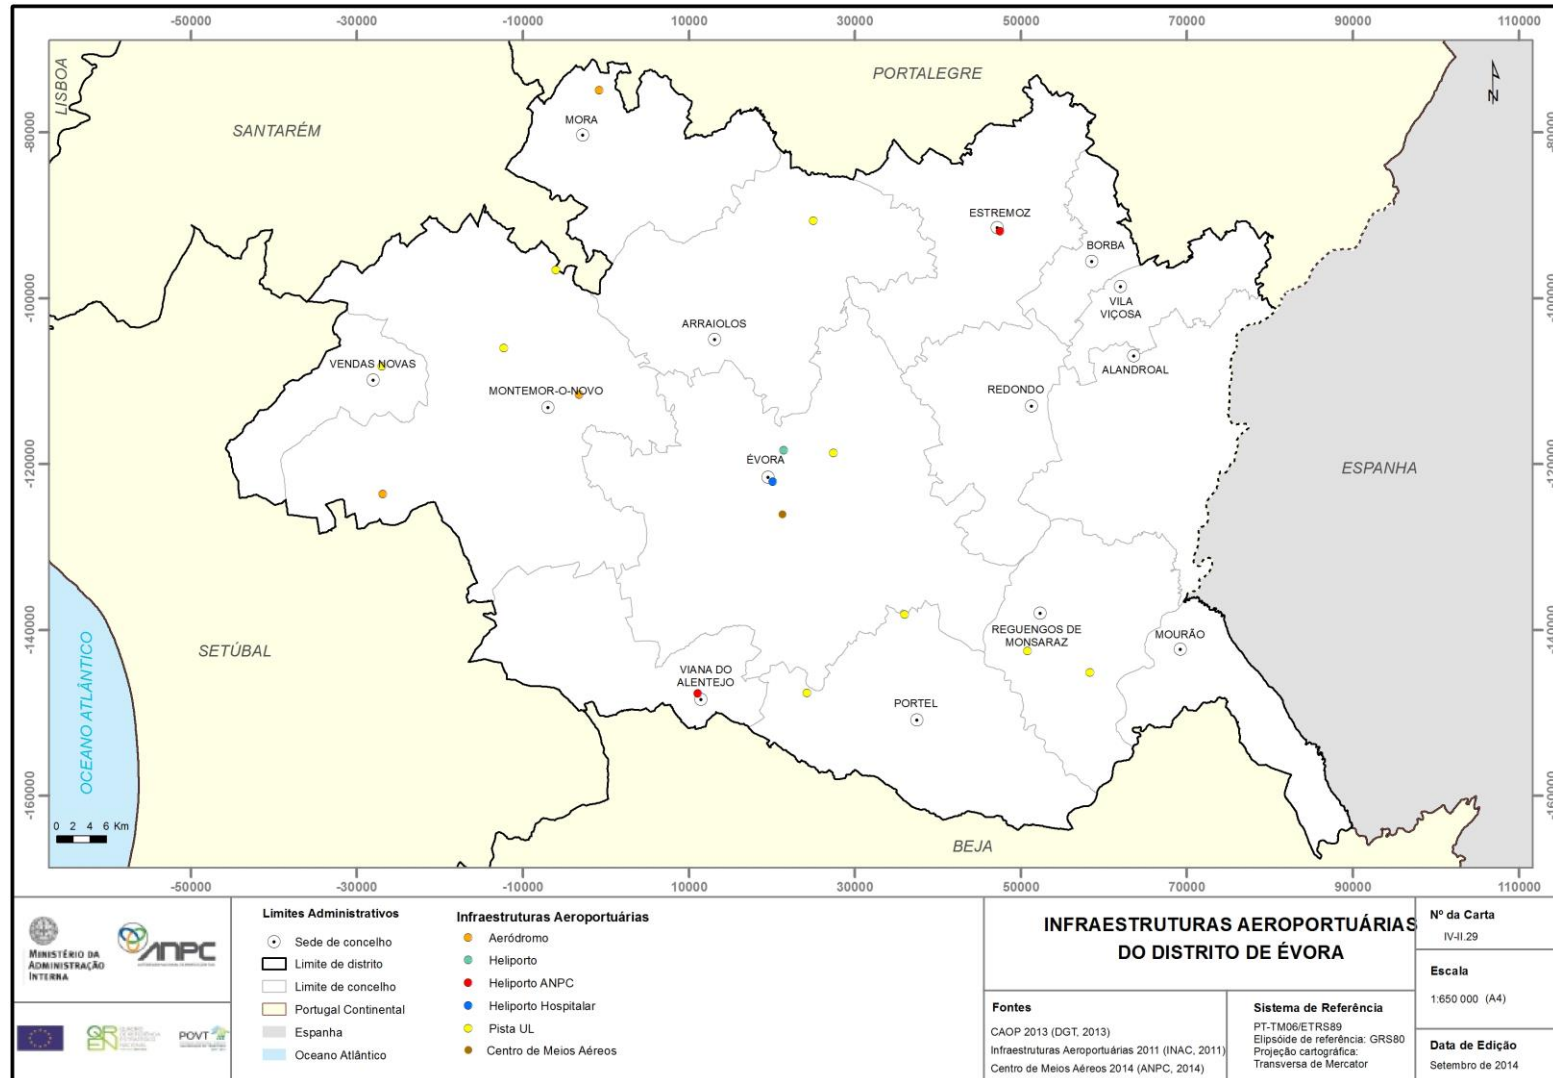 -50000 -30000 -10000 10000 30000 50000 70000 90000 110000
LISBOA
SANTARÉM
PORTALEGRE
N
-80000 -80000
MORA
ESTREMOZ
BORBA
-100000 -100000
VILA
VIÇOSA
ARRAIOLOS
VENDAS NOVAS
ALANDROAL
MONTEMOR-O-NOVO
REDONDO
ÉVORA
ESPANHA
-120000 -120000
REGUENGOS DE
MONSARAZ
MOURÃO
-140000 -140000
SETÚBAL
VIANA DO
ALENTEJO
PORTEL
OCEANO ATLÂNTICO
-160000 -160000
0 2 4 6 Km
BEJA
-50000 -30000 -10000 10000 30000 50000 70000 90000 110000
MINISTÉRIO DA
ADMINISTRAÇÃO
INTERNA
ANPC
QREN
POVT
Limites Administrativos
Sede de concelho
Limite de distrito
Limite de concelho
Portugal Continental
Espanha
Oceano Atlântico
Infraestruturas Aeroportuárias
Aeródromo
Heliporto
Heliporto ANPC
Heliporto Hospitalar
Pista UL
Centro de Meios Aéreos
INFRAESTRUTURAS AEROPORTUÁRIAS
DO DISTRITO DE ÉVORA
Fontes
CAOP 2013 (DGT, 2013)
Infraestruturas Aeroportuárias 2011 (INAC, 2011)
Centro de Meios Aéreos 2014 (ANPC, 2014)
Sistema de Referência
PT-TM06/ETRS89
Elipsóide de referência: GRS80
Projeção cartográfica:
Transversa de Mercator
Nº da Carta
IV-II.29
Escala
1:650 000 (A4)
Data de Edição
Setembro de 2014